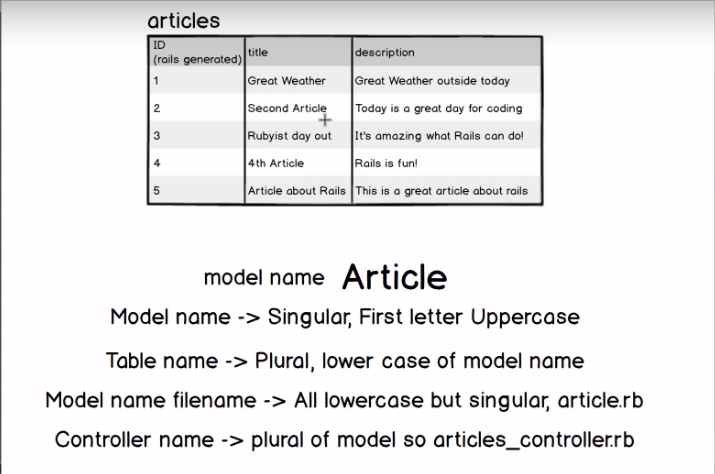 articles
ID
(rails generated) title description
1 Great Weather Great Weather outside today
2 Second Article Today is a great day for coding
3 Rubyist day out It's amazing what Rails can do!
4 4th Article Rails is fun!
5 Article about Rails This is a great article about rails
model name Article
Model name -> Singular, First letter Uppercase
Table name -> Plural, lower case of model name
Model name filename -> All lowercase but singular, article.rb
Controller name -> plural of model so articles_controller.rb